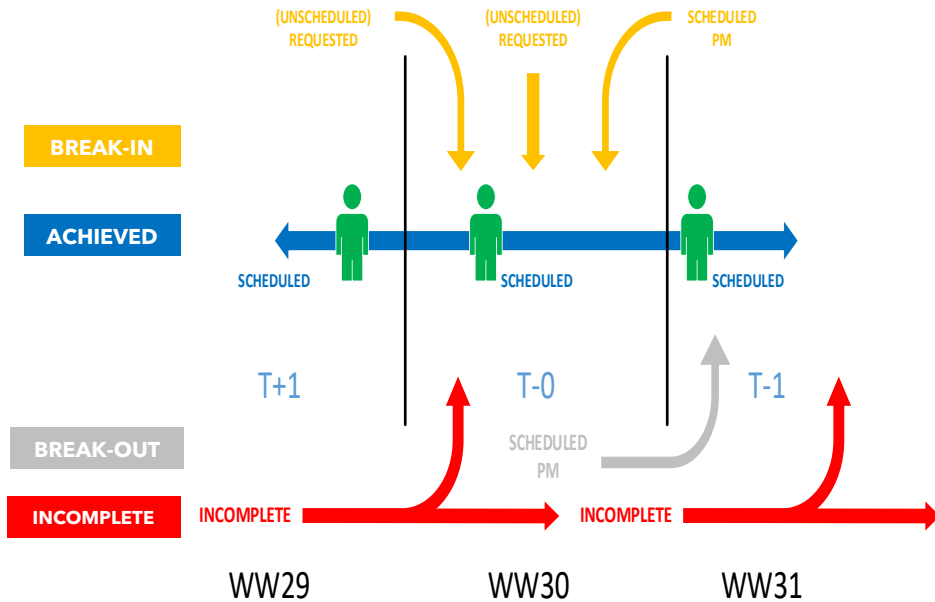 (UNSCHEDULED)
REQUESTED
(UNSCHEDULED)
REQUESTED
SCHEDULED
PM
BREAK-IN
ACHIEVED
SCHEDULED
SCHEDULED
SCHEDULED
T+1
T-0
T-1
BREAK-OUT
SCHEDULED
PM
INCOMPLETE
INCOMPLETE
INCOMPLETE
WW29
WW30
WW31